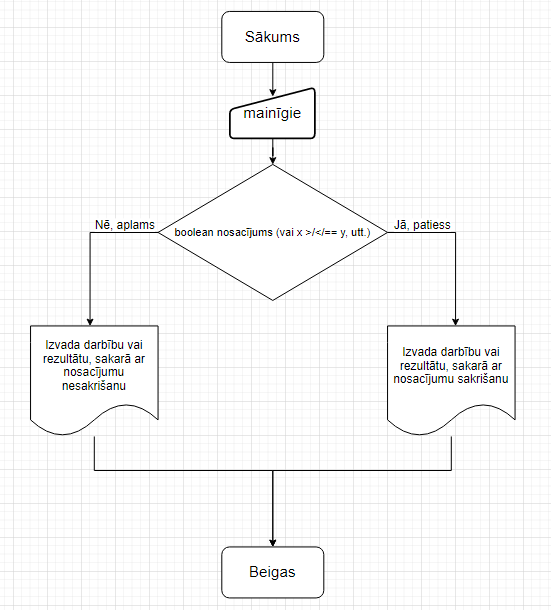 Sākums
mainīgie
Nē, aplams
boolean nosacījums (vai x >/</== y, utt.)
Jā, patiess
Izvada darbību vai
rezultātu, sakarā ar
nosacījumu
nesakrišanu
Izvada darbību vai
rezultātu, sakarā ar
nosacījumu sakrišanu
Beigas